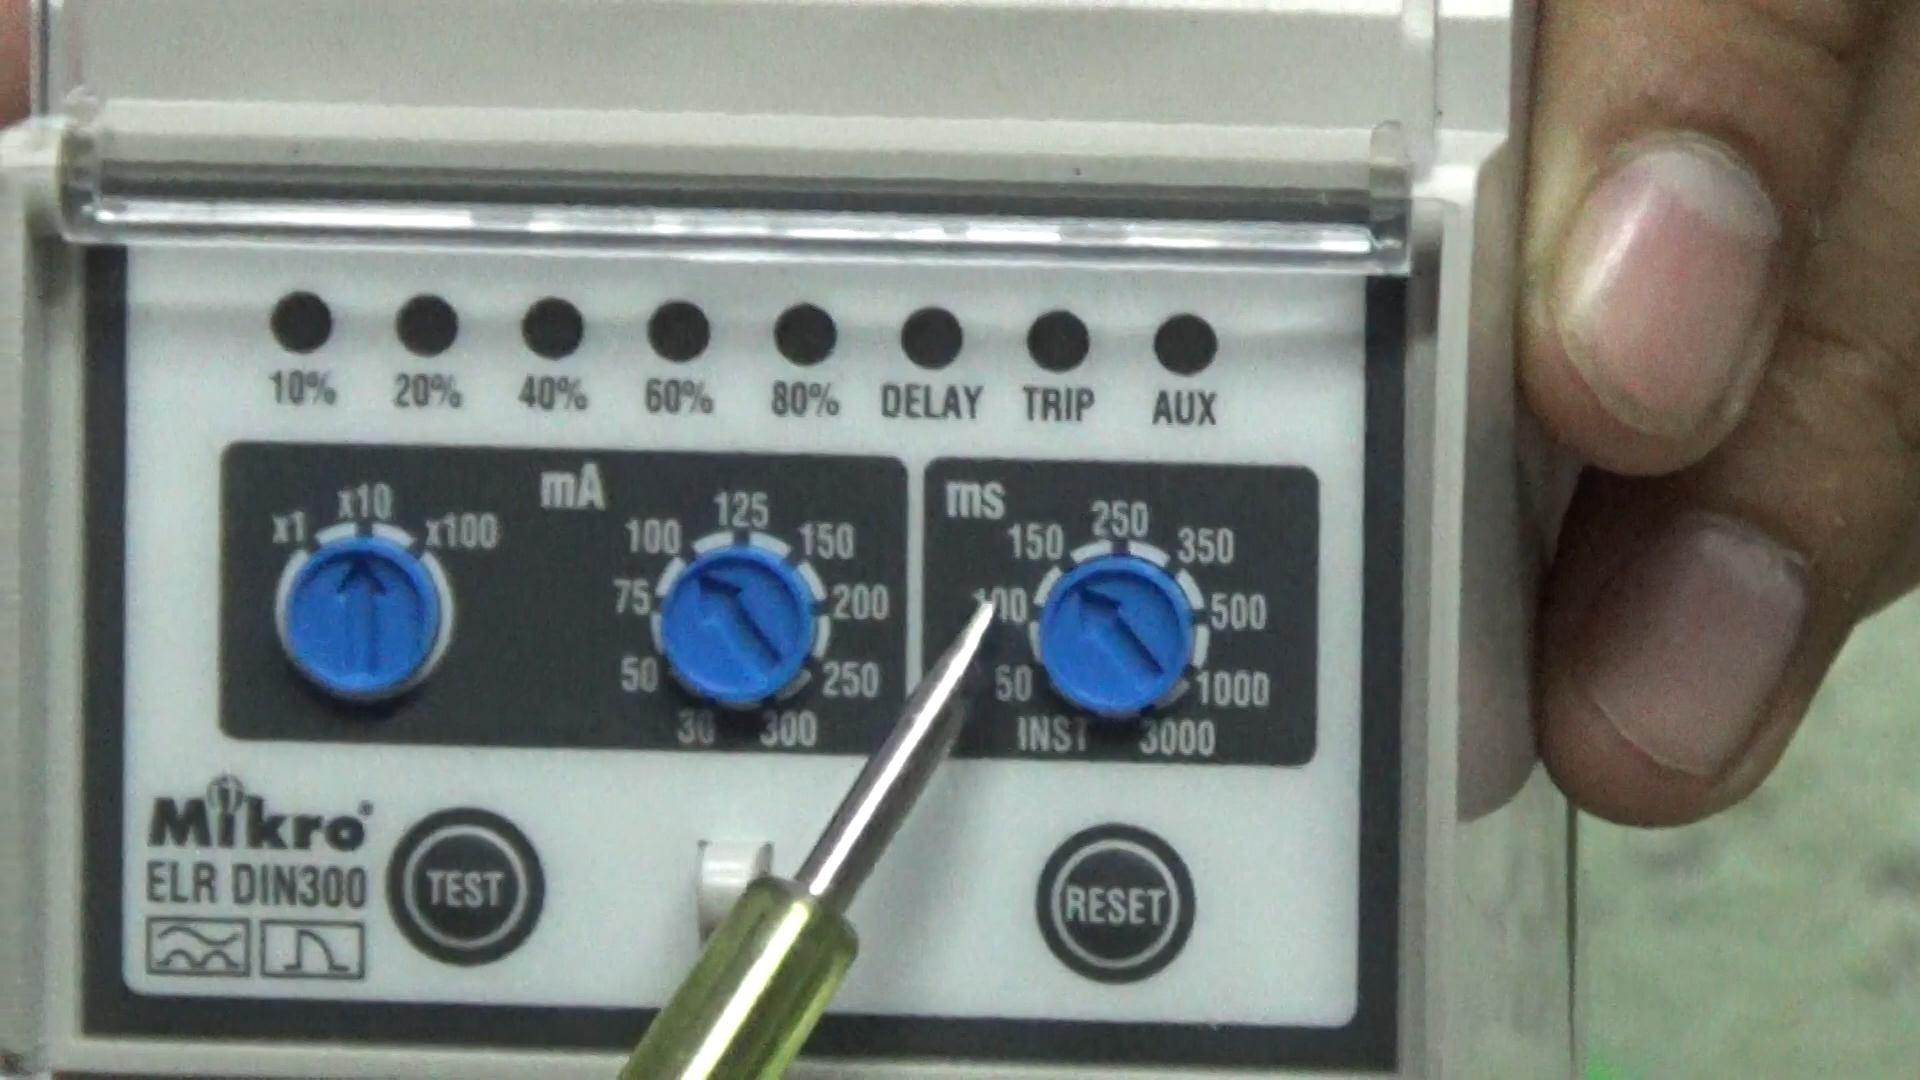 10% 20% 40% 60% 80% DELAY TRIP AUX
mA
x1 x10 x100
30 50 75 100 125 150 200 250 300
ms
INST 50 100 150 250 350 500 1000 3000
Mikro®
ELR DIN300
TEST
RESET